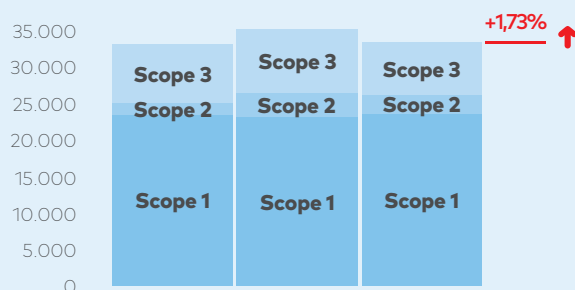 +1,73%
35.000
30.000
25.000
20.000
15.000
10.000
5.000
0
Scope 3
Scope 2
Scope 1
Scope 3
Scope 2
Scope 1
Scope 3
Scope 2
Scope 1